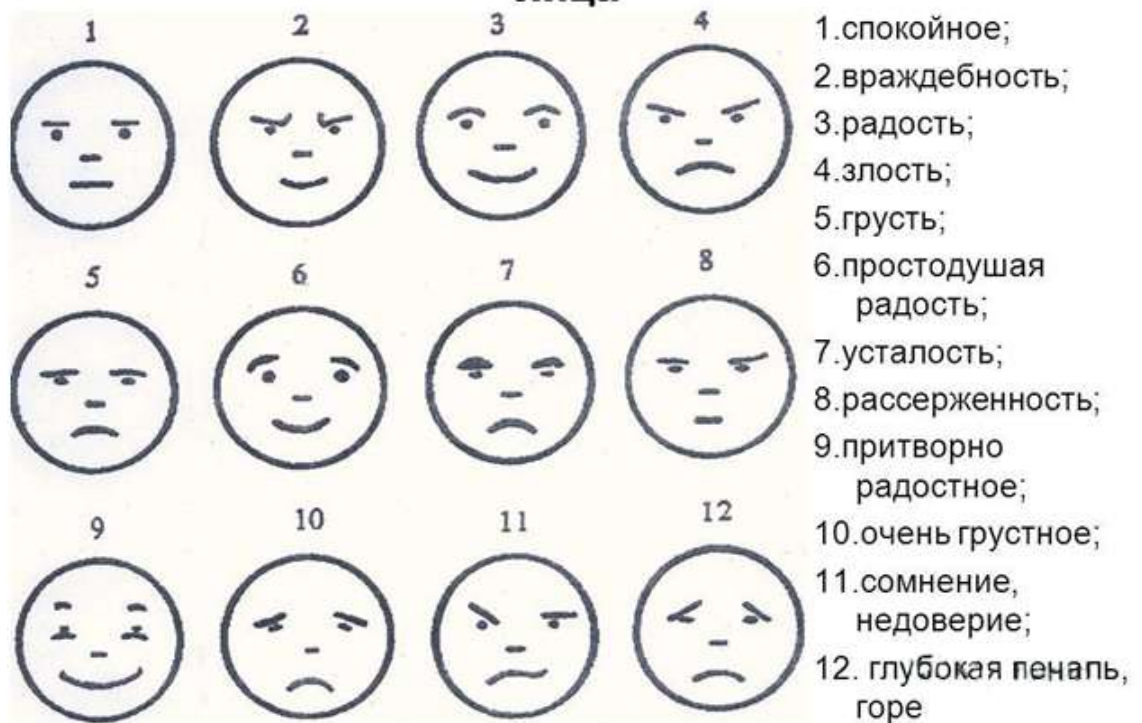 1
2
3
4
5
6
7
8
9
10
11
12
1.спокойное;
2.враждебность;
3.радость;
4.злость;
5.грусть;
6.простодушая
радость;
7.усталость;
8.рассерженность;
9.притворно
радостное;
10.очень грустное;
11.сомнение,
недоверие;
12. глубокая печаль,
горе